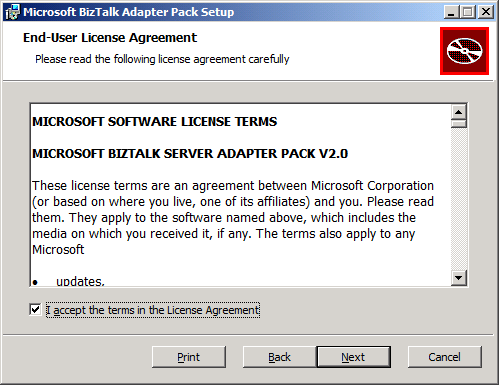 Microsoft BizTalk Adapter Pack Setup
End-User License Agreement
Please read the following license agreement carefully
MICROSOFT SOFTWARE LICENSE TERMS
MICROSOFT BIZTALK SERVER ADAPTER PACK V2.0
These license terms are an agreement between Microsoft Corporation
(or based on where you live, one of its affiliates) and you. Please read
them. They apply to the software named above, which includes the
media on which you received it, if any. The terms also apply to any
Microsoft
• updates,
I accept the terms in the License Agreement
Print Back Next Cancel